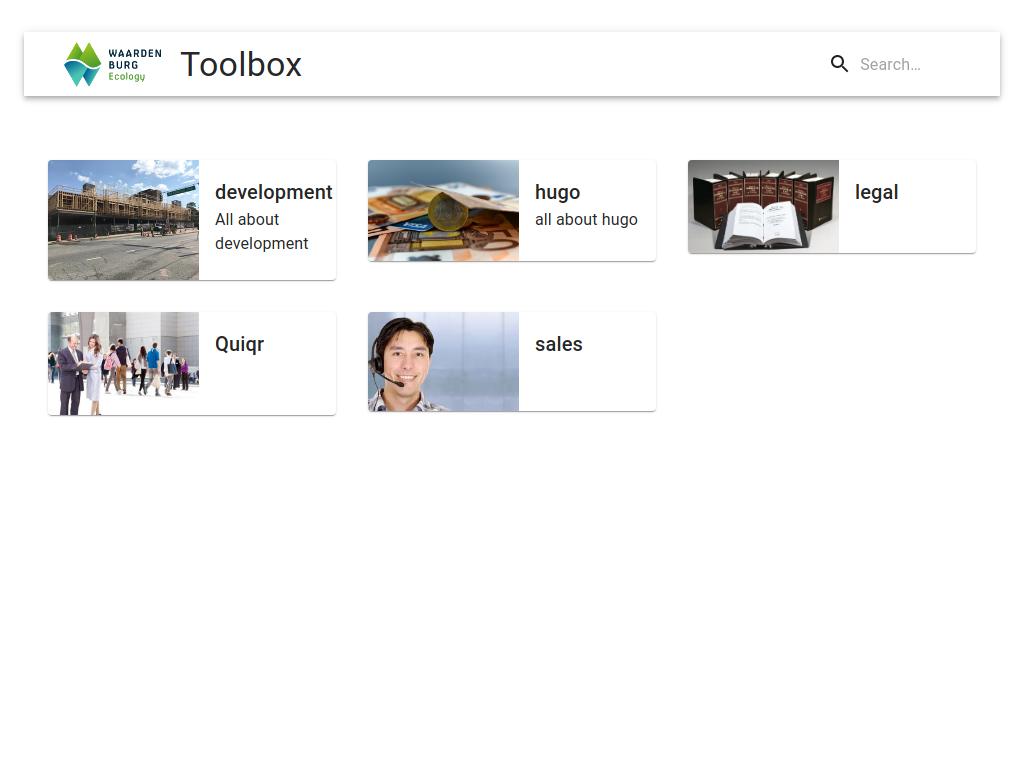 WAARDEN
BURG
Ecology
Toolbox
Search…
development
All about
development
hugo
all about hugo
legal
Quiqr
sales